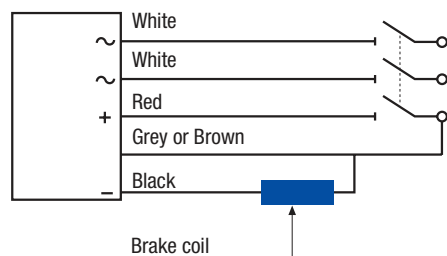 White
~
White
~
Red
+
Grey or Brown
Black
−
Brake coil